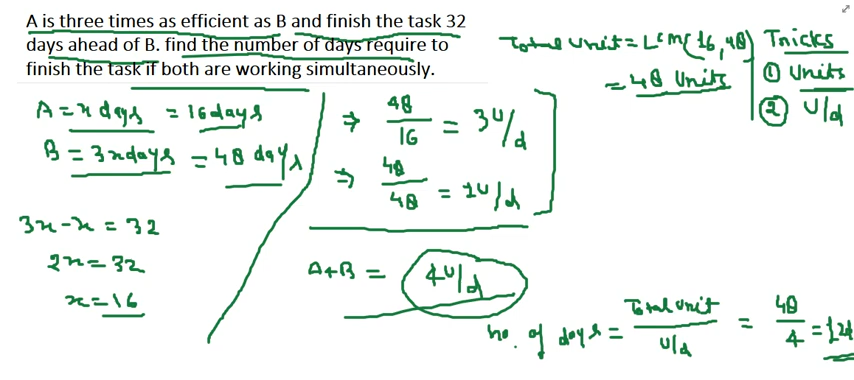 A is three times as efficient as B and finish the task 32
days ahead of B. find the number of days require to
finish the task if both are working simultaneously.
Total unit = LCM(16,48)
= 48 Units
Tricks
① Units
② U/d
A = x days = 16 days
B = 3x days = 48 days
3x - x = 32
2x = 32
x = 16
⇒ 48/16 = 3U/d
⇒ 48/48 = 1U/d
A+B = 4U/d
no. of days = Total unit / U/d = 48/4 = 12d